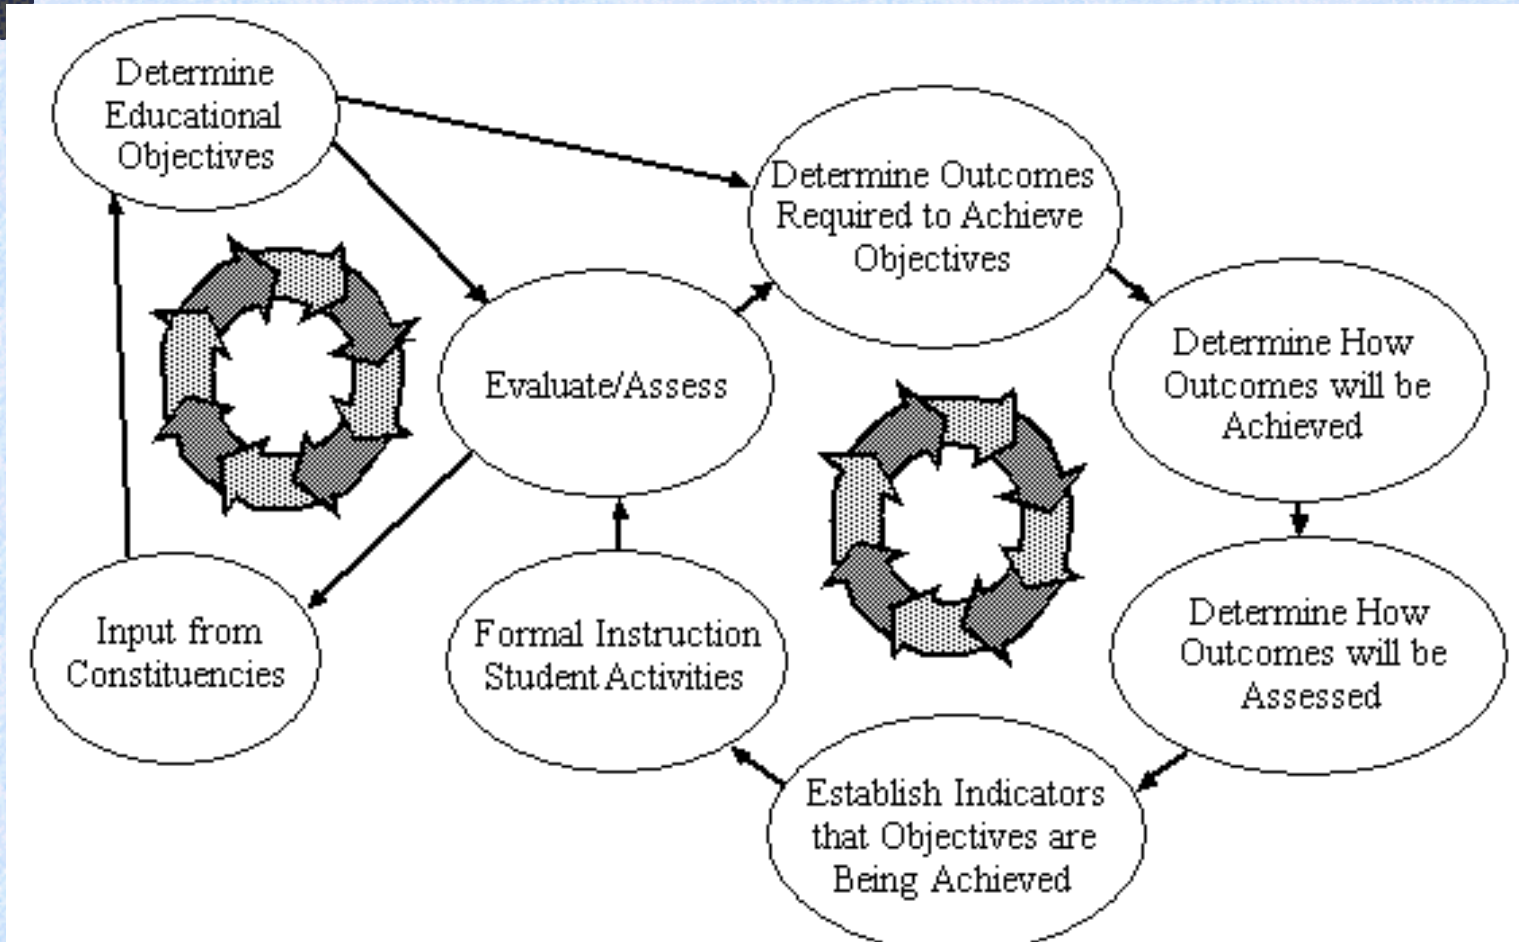 Determine
Educational
Objectives
Determine Outcomes
Required to Achieve
Objectives
Evaluate/Assess
Determine How
Outcomes will be
Achieved
Input from
Constituencies
Formal Instruction
Student Activities
Determine How
Outcomes will be
Assessed
Establish Indicators
that Objectives are
Being Achieved